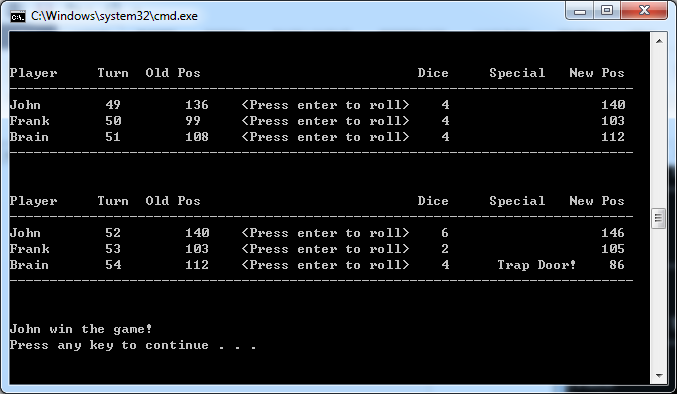 C:\Windows\system32\cmd.exe
Player Turn Old Pos Dice Special New Pos
John 49 136 <Press enter to roll> 4 140
Frank 50 99 <Press enter to roll> 4 103
Brain 51 108 <Press enter to roll> 4 112
Player Turn Old Pos Dice Special New Pos
John 52 140 <Press enter to roll> 6 146
Frank 53 103 <Press enter to roll> 2 105
Brain 54 112 <Press enter to roll> 4 Trap Door! 86
John win the game!
Press any key to continue . . .